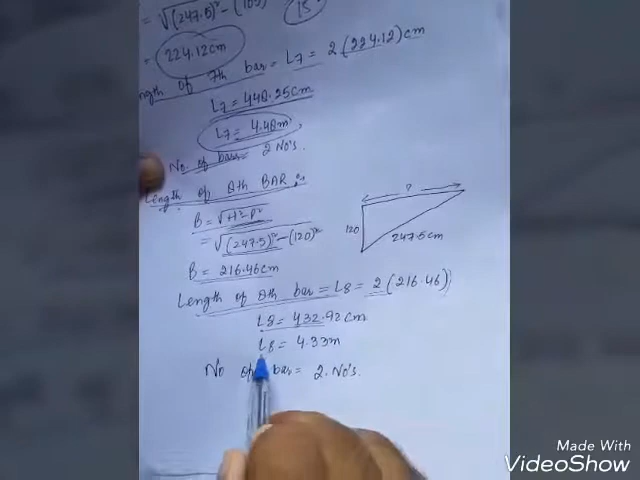 = √(247.5)² - (105)
15
= 224.12cm
ngth of 7th bar = L7 = 2(224.12)cm
L7 = 448.25cm
L7 = 4.48m
No. of bars = 2 No's.
Length of 8th BAR :-
B = √H²-P²
= √(247.5)² - (120)²
B = 216.46cm
?
120
247.5cm
Length of 8th bar = L8 = 2(216.46)
L8 = 432.92cm
L8 = 4.33m
No of bar = 2. No's.
Made With
VideoShow